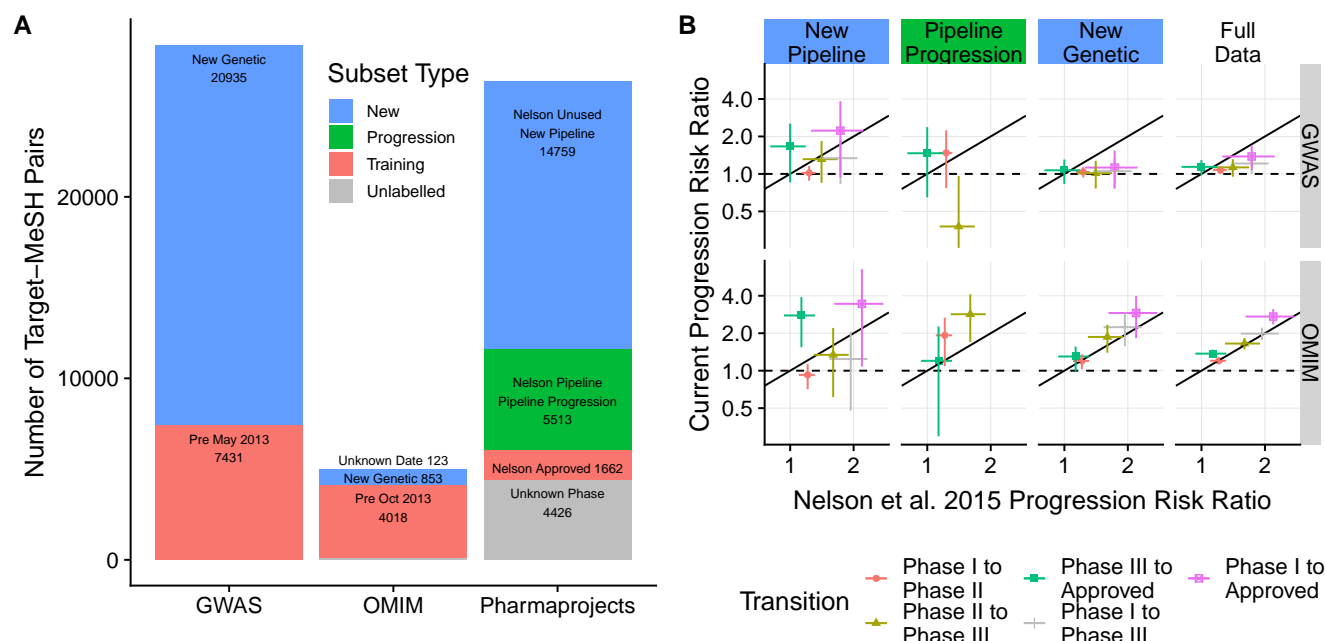 A
Number of Target–MeSH Pairs
20000
10000
0
New Genetic
20935
Pre May 2013
7431
Unknown Date 123
New Genetic 853
Pre Oct 2013
4018
Nelson Unused
New Pipeline
14759
Nelson Pipeline
Pipeline Progression
5513
Nelson Approved 1662
Unknown Phase
4426
Subset Type
New
Progression
Training
Unlabelled
GWAS
OMIM
Pharmaprojects
B
New
Pipeline
Pipeline
Progression
New
Genetic
Full
Data
Current Progression Risk Ratio
4.0
2.0
1.0
0.5
GWAS
4.0
2.0
1.0
0.5
OMIM
1 2 1 2 1 2 1 2
Nelson et al. 2015 Progression Risk Ratio
Transition
Phase I to
Phase II
Phase II to
Phase III
Phase III to
Approved
Phase I to
Phase III
Phase I to
Approved